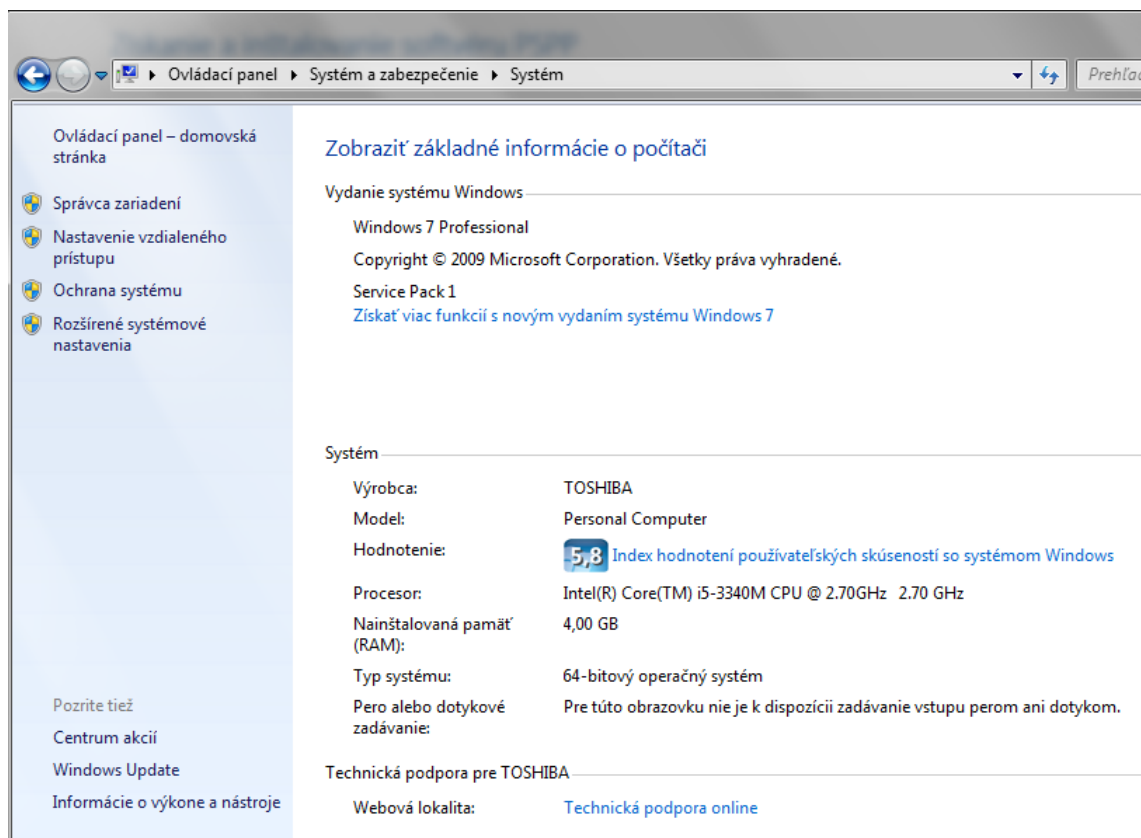 Získanie a inštalovanie softvéru PSPP
Ovládací panel ▸ Systém a zabezpečenie ▸ Systém
Ovládací panel – domovská
stránka
Správca zariadení
Nastavenie vzdialeného
prístupu
Ochrana systému
Rozšírené systémové
nastavenia
Pozrite tiež
Centrum akcií
Windows Update
Informácie o výkone a nástroje
Zobraziť základné informácie o počítači
Vydanie systému Windows
Windows 7 Professional
Copyright © 2009 Microsoft Corporation. Všetky práva vyhradené.
Service Pack 1
Získať viac funkcií s novým vydaním systému Windows 7
Systém
Výrobca: TOSHIBA
Model: Personal Computer
Hodnotenie: 5,8 Index hodnotení používateľských skúseností so systémom Windows
Procesor: Intel(R) Core(TM) i5-3340M CPU @ 2.70GHz 2.70 GHz
Nainštalovaná pamäť 4,00 GB
(RAM):
Typ systému: 64-bitový operačný systém
Pero alebo dotykové Pre túto obrazovku nie je k dispozícii zadávanie vstupu perom ani dotykom.
zadávanie:
Technická podpora pre TOSHIBA
Webová lokalita: Technická podpora online